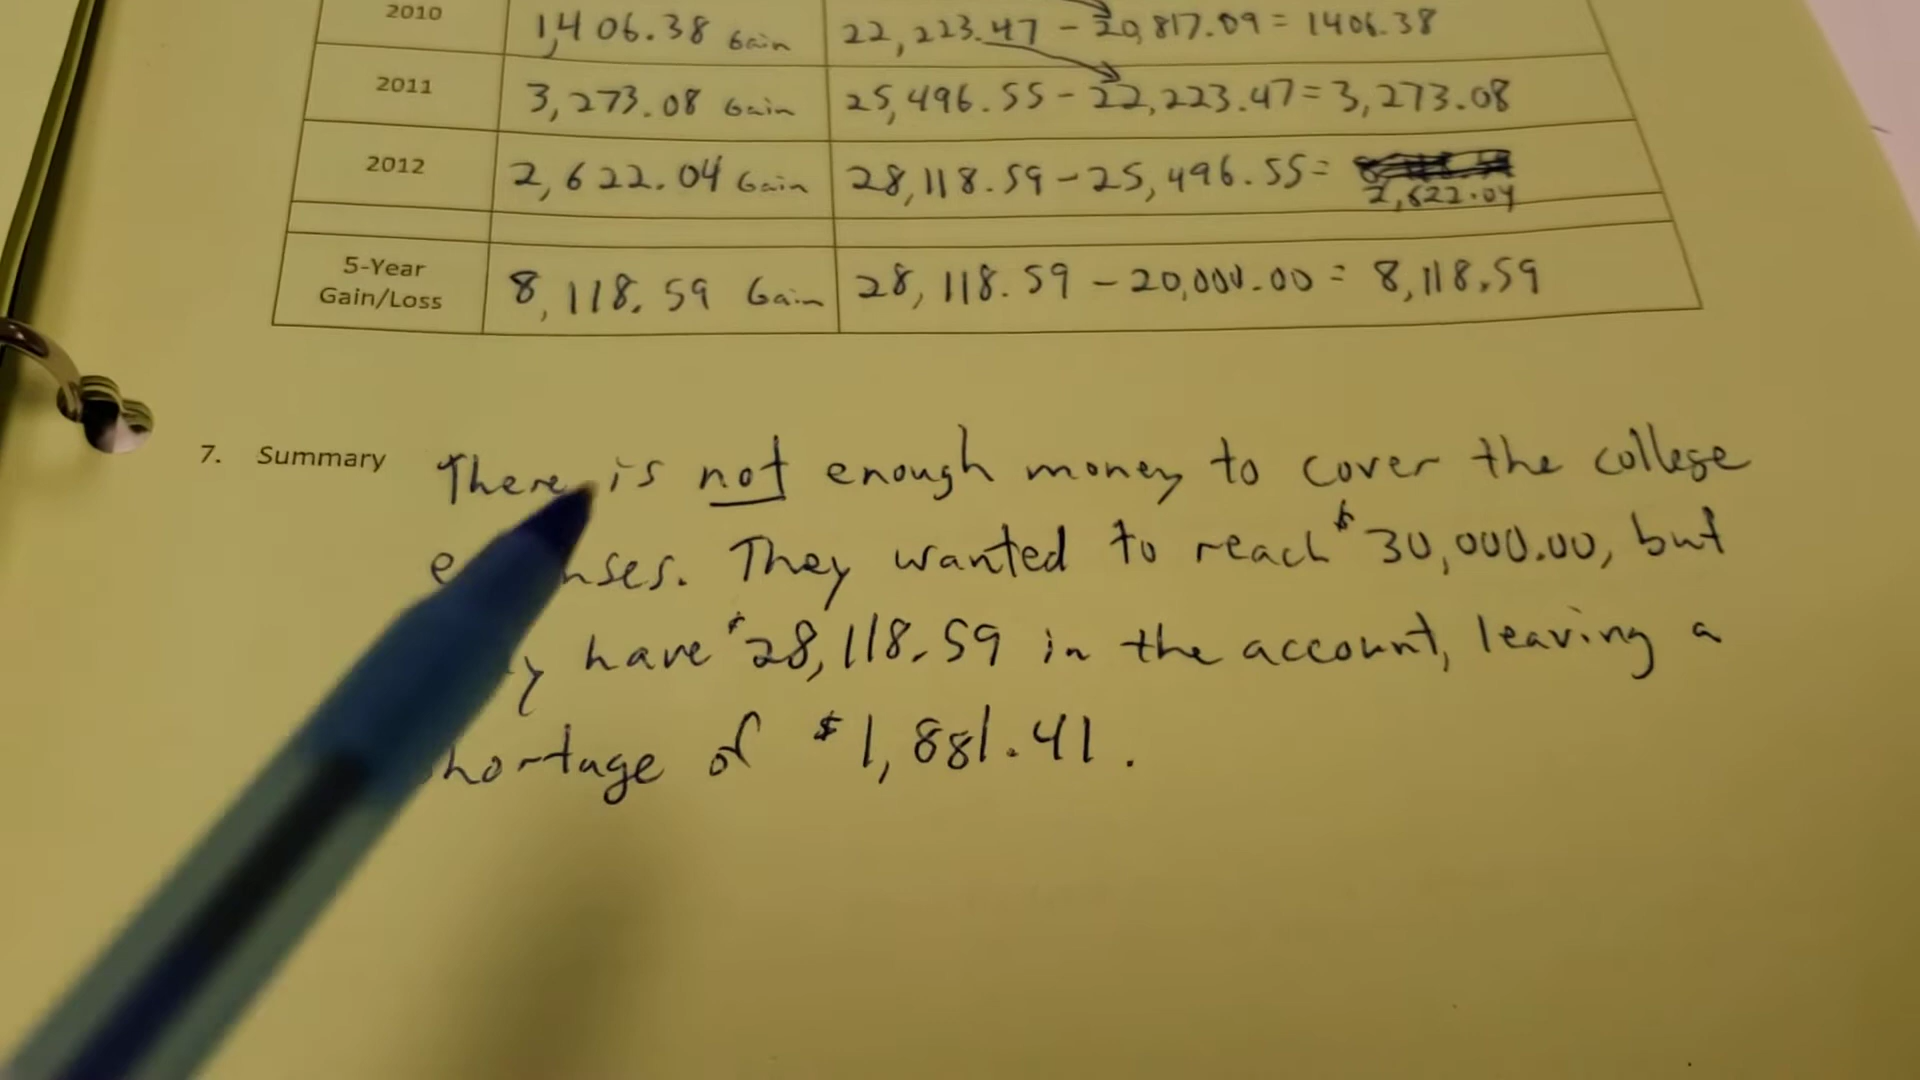 2010 1,406.38 Gain 22,223.47 - 20,817.09 = 1406.38
2011 3,273.08 Gain 25,496.55 - 22,223.47 = 3,273.08
2012 2,622.04 Gain 28,118.59 - 25,496.55 =
2,622.04
5-Year
Gain/Loss 8,118.59 Gain 28,118.59 - 20,000.00 = 8,118.59
7. Summary There is not enough money to cover the college
They wanted to reach $30,000.00, but
have $28,118.59 in the account, leaving a
of $1,881.41.